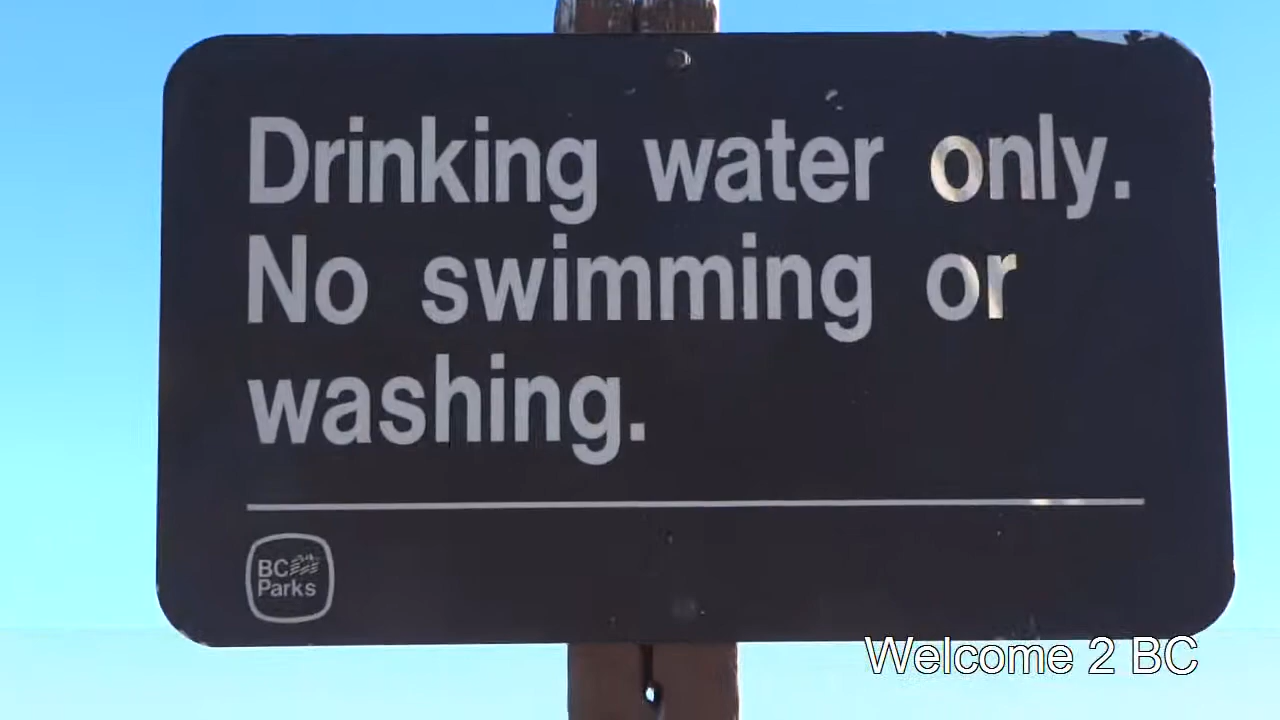 Drinking water only.
No swimming or
washing.
BC
Parks
Welcome 2 BC